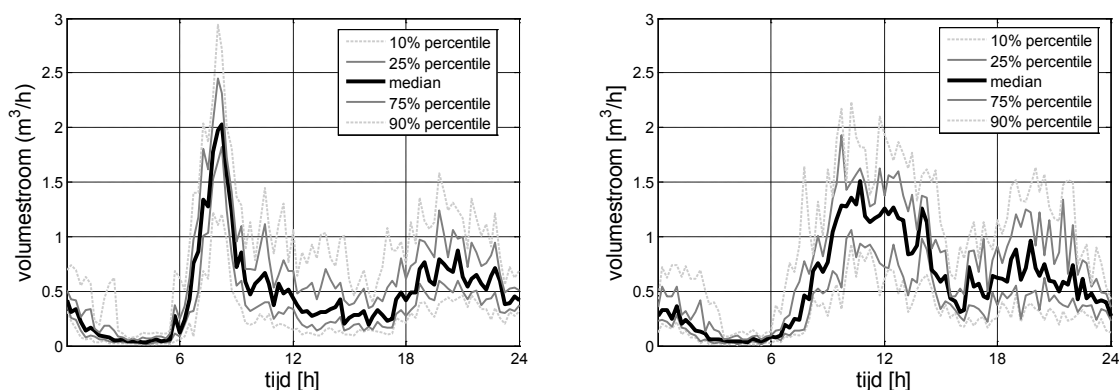 volumestroom (m³/h)
3
2.5
2
1.5
1
0.5
0
6
12
18
24
tijd [h]
10% percentile
25% percentile
median
75% percentile
90% percentile
volumestroom [m³/h]
3
2.5
2
1.5
1
0.5
0
6
12
18
24
tijd [h]
10% percentile
25% percentile
median
75% percentile
90% percentile